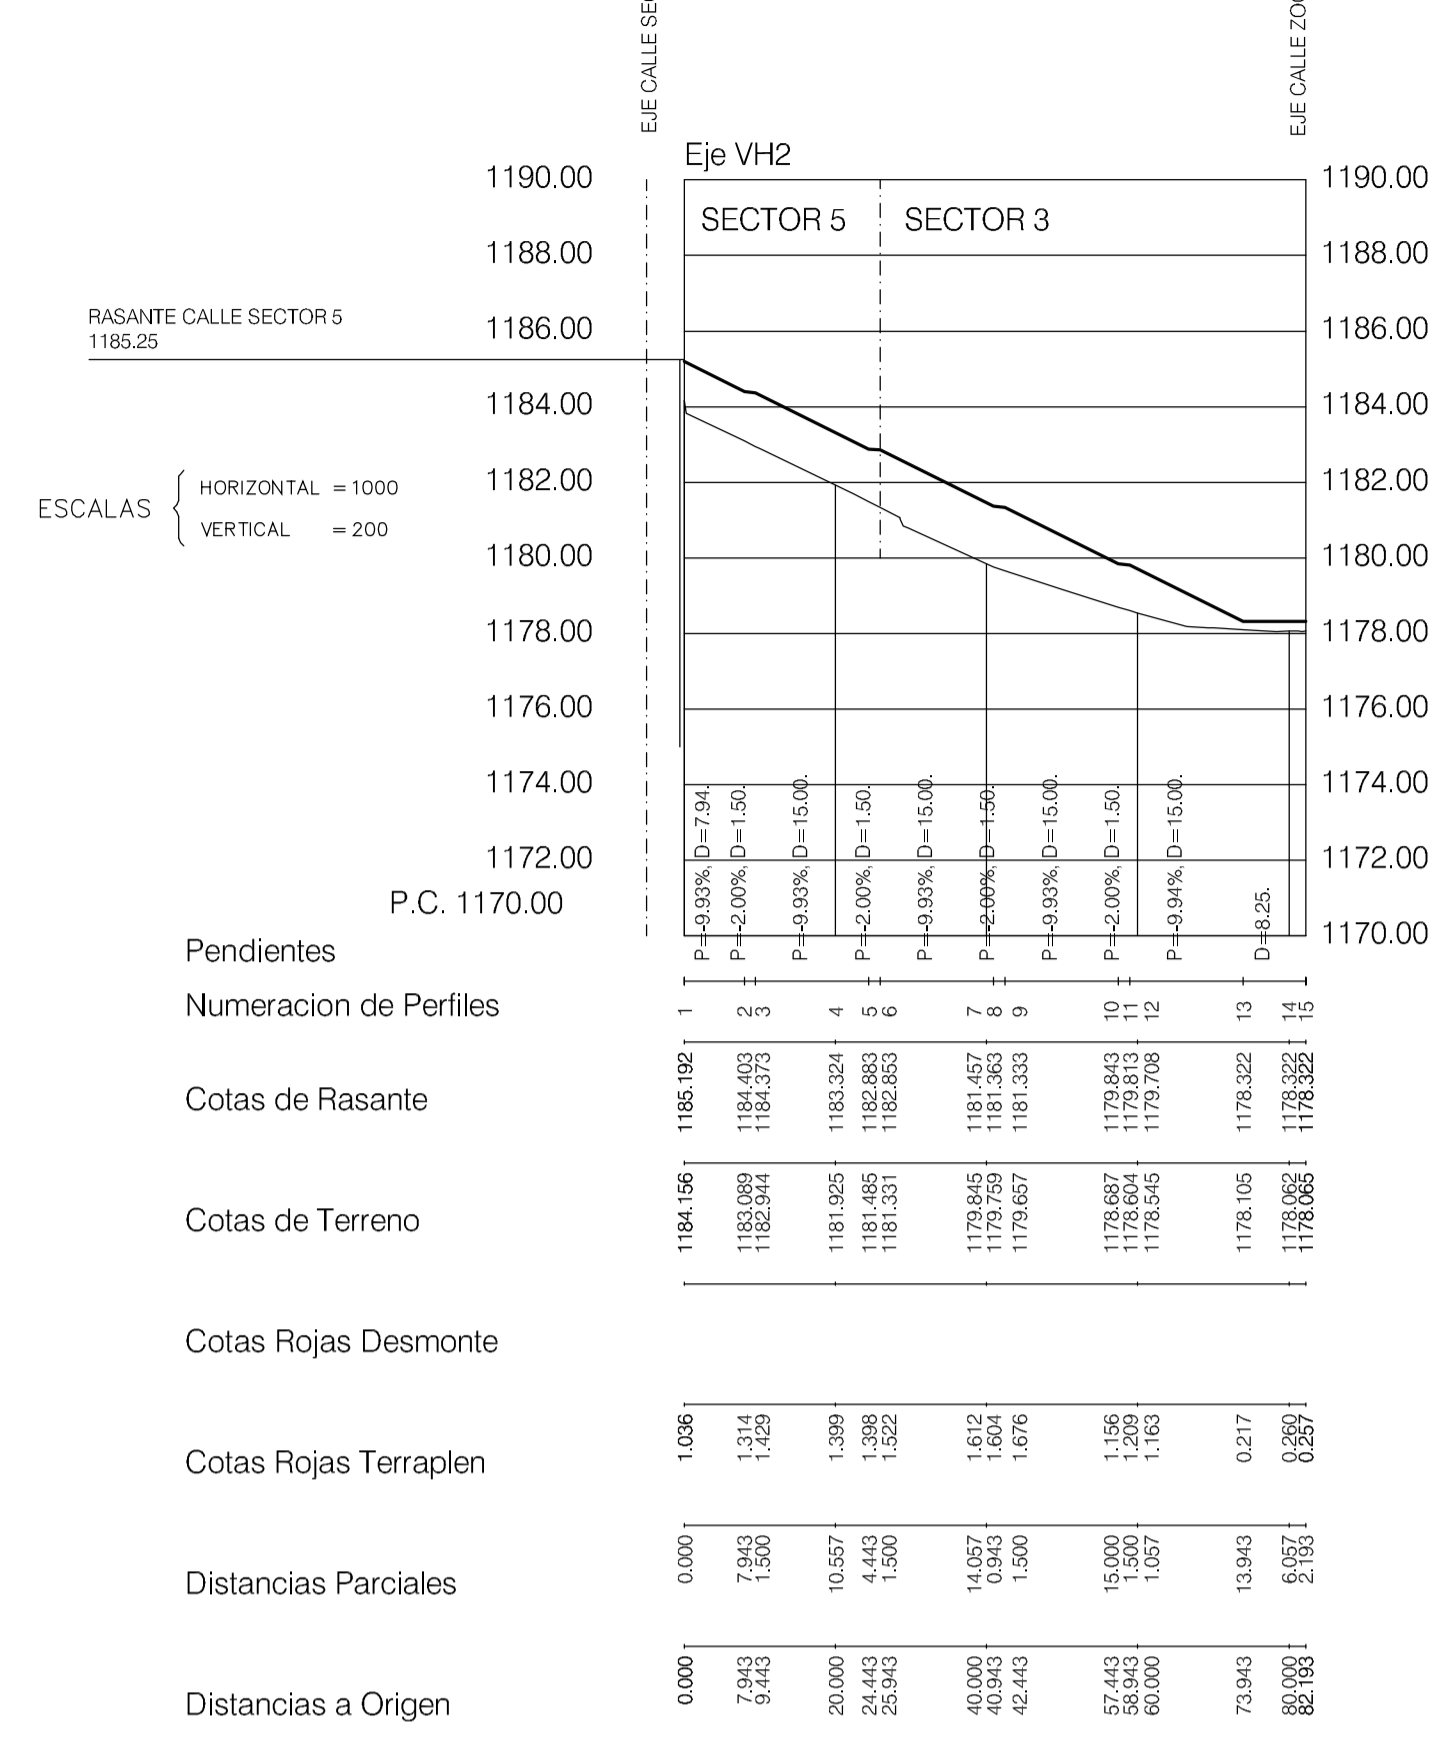 EJE CALLE SEC
EJE CALLE ZO
Eje VH2
SECTOR 5
SECTOR 3
1190.00 1190.00
1188.00 1188.00
1186.00 1186.00
1184.00 1184.00
1182.00 1182.00
1180.00 1180.00
1178.00 1178.00
1176.00 1176.00
1174.00 1174.00
1172.00 1172.00
P.C. 1170.00 1170.00
RASANTE CALLE SECTOR 5
1185.25
ESCALAS
HORIZONTAL = 1000
VERTICAL = 200
P=-9.93%, D=7.94.
P=-2.00%, D=1.50.
P=-9.93%, D=15.00.
P=-2.00%, D=1.50.
P=-9.93%, D=15.00.
P=-2.00%, D=1.50.
P=-9.93%, D=15.00.
P=-2.00%, D=1.50.
P=-9.94%, D=15.00.
D=8.25.
Pendientes
Numeracion de Perfiles
1 2 3 4 5 6 7 8 9 10 11 12 13 14 15
Cotas de Rasante
1185.192 1184.403 1184.373 1183.324 1182.883 1182.853 1181.457 1181.363 1181.333 1179.843 1179.813 1179.708 1178.322 1178.322 1178.322
Cotas de Terreno
1184.156 1183.089 1182.944 1181.925 1181.485 1181.331 1179.845 1179.759 1179.657 1178.687 1178.604 1178.545 1178.105 1178.062 1178.065
Cotas Rojas Desmonte
Cotas Rojas Terraplen
1.036 1.314 1.429 1.399 1.398 1.522 1.612 1.604 1.676 1.156 1.209 1.163 0.217 0.260 0.257
Distancias Parciales
0.000 7.943 1.500 10.557 4.443 1.500 14.057 0.943 1.500 15.000 1.500 1.057 13.943 6.057 2.193
Distancias a Origen
0.000 7.943 9.443 20.000 24.443 25.943 40.000 40.943 42.443 57.443 58.943 60.000 73.943 80.000 82.193